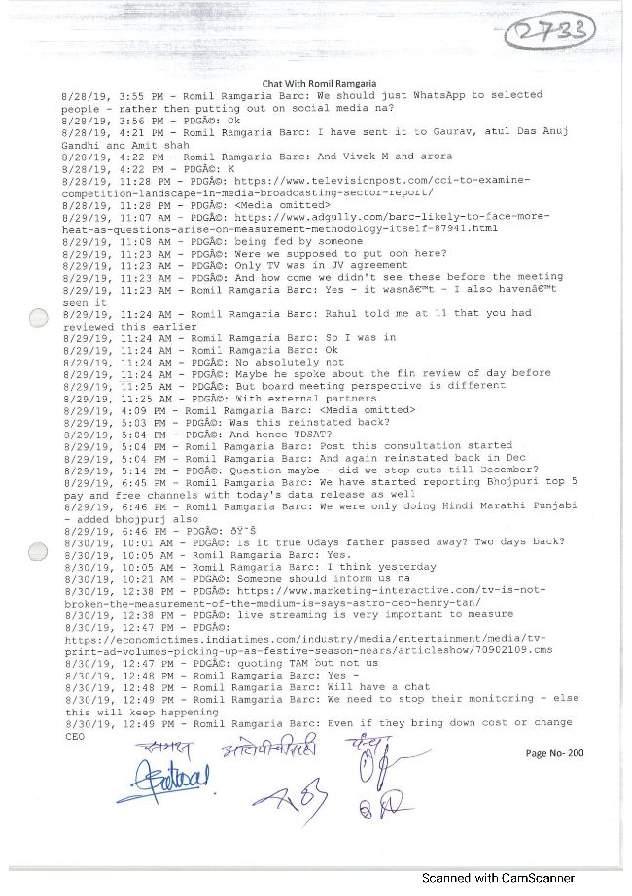 2733
Chat With Romil Ramgaria
8/28/19, 3:55 PM - Romil Ramgaria Barc: We should just WhatsApp to selected
people - rather then putting out on social media na?
8/28/19, 3:56 PM - PDGÃ©: Ok
8/28/19, 4:21 PM - Romil Ramgaria Barc: I have sent it to Gaurav, atul Das Anuj
Gandhi and Amit shah
8/28/19, 4:22 PM - Romil Ramgaria Barc: And Vivek M and arora
8/28/19, 4:22 PM - PDGÃ©: K
8/28/19, 11:28 PM - PDGÃ©: https://www.televisionpost.com/cci-to-examine-
competition-landscape-in-media-broadcasting-sector-report/
8/28/19, 11:28 PM - PDGÃ©: <Media omitted>
8/29/19, 11:07 AM - PDGÃ©: https://www.adgully.com/barc-likely-to-face-more-
heat-as-questions-arise-on-measurement-methodology-itself-87941.html
8/29/19, 11:08 AM - PDGÃ©: being fed by someone
8/29/19, 11:23 AM - PDGÃ©: Were we supposed to put oon here?
8/29/19, 11:23 AM - PDGÃ©: Only TV was in JV agreement
8/29/19, 11:23 AM - PDGÃ©: And how come we didn't see these before the meeting
8/29/19, 11:23 AM - Romil Ramgaria Barc: Yes - it wasnâ€™t - I also havenâ€™t
seen it
8/29/19, 11:24 AM - Romil Ramgaria Barc: Rahul told me at 11 that you had
reviewed this earlier
8/29/19, 11:24 AM - Romil Ramgaria Barc: So I was in
8/29/19, 11:24 AM - Romil Ramgaria Barc: Ok
8/29/19, 11:24 AM - PDGÃ©: No absolutely not
8/29/19, 11:24 AM - PDGÃ©: Maybe he spoke about the fin review of day before
8/29/19, 11:25 AM - PDGÃ©: But board meeting perspective is different
8/29/19, 11:25 AM - PDGÃ©: With external partners
8/29/19, 4:09 PM - Romil Ramgaria Barc: <Media omitted>
8/29/19, 5:03 PM - PDGÃ©: Was this reinstated back?
8/29/19, 5:04 PM - PDGÃ©: And hence TDSAT?
8/29/19, 5:04 PM - Romil Ramgaria Barc: Post this consultation started
8/29/19, 5:04 PM - Romil Ramgaria Barc: And again reinstated back in Dec
8/29/19, 5:14 PM - PDGÃ©: Question maybe - did we stop outs till December?
8/29/19, 6:45 PM - Romil Ramgaria Barc: We have started reporting Bhojpuri top 5
pay and free channels with today's data release as well
8/29/19, 6:46 PM - Romil Ramgaria Barc: We were only doing Hindi Marathi Punjabi
- added bhojpurj also
8/29/19, 6:46 PM - PDGÃ©: ðŸ˜Š
8/30/19, 10:01 AM - PDGÃ©: Is it true Udays father passed away? Two days back?
8/30/19, 10:05 AM - Romil Ramgaria Barc: Yes.
8/30/19, 10:05 AM - Romil Ramgaria Barc: I think yesterday
8/30/19, 10:21 AM - PDGÃ©: Someone should inform us na
8/30/19, 12:38 PM - PDGÃ©: https://www.marketing-interactive.com/tv-is-not-
broken-the-measurement-of-the-medium-is-says-astro-ceo-henry-tan/
8/30/19, 12:38 PM - PDGÃ©: live streaming is very important to measure
8/30/19, 12:47 PM - PDGÃ©:
https://economictimes.indiatimes.com/industry/media/entertainment/media/tv-
print-ad-volumes-picking-up-as-festive-season-nears/articleshow/70902109.cms
8/30/19, 12:47 PM - PDGÃ©: quoting TAM but not us
8/30/19, 12:48 PM - Romil Ramgaria Barc: Yes -
8/30/19, 12:48 PM - Romil Ramgaria Barc: Will have a chat
8/30/19, 12:49 PM - Romil Ramgaria Barc: We need to stop their monitoring - else
this will keep happening
8/30/19, 12:49 PM - Romil Ramgaria Barc: Even if they bring down cost or change
CEO
समक्ष
Page No- 200
Scanned with CamScanner